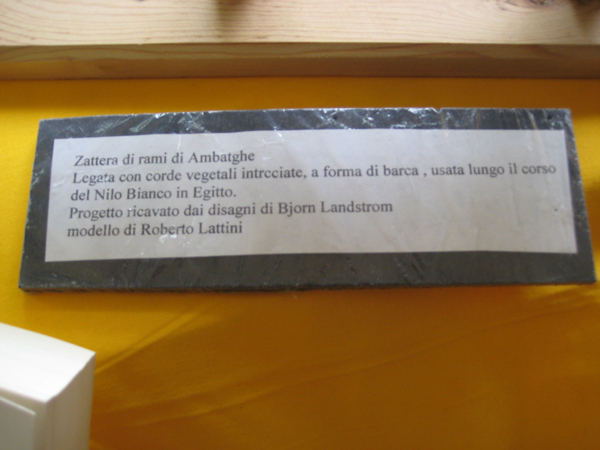 Zattera di rami di Ambatghe
Legata con corde vegetali intrcciate, a forma di barca , usata lungo il corso
del Nilo Bianco in Egitto.
Progetto ricavato dai disagni di Bjorn Landstrom
modello di Roberto Lattini